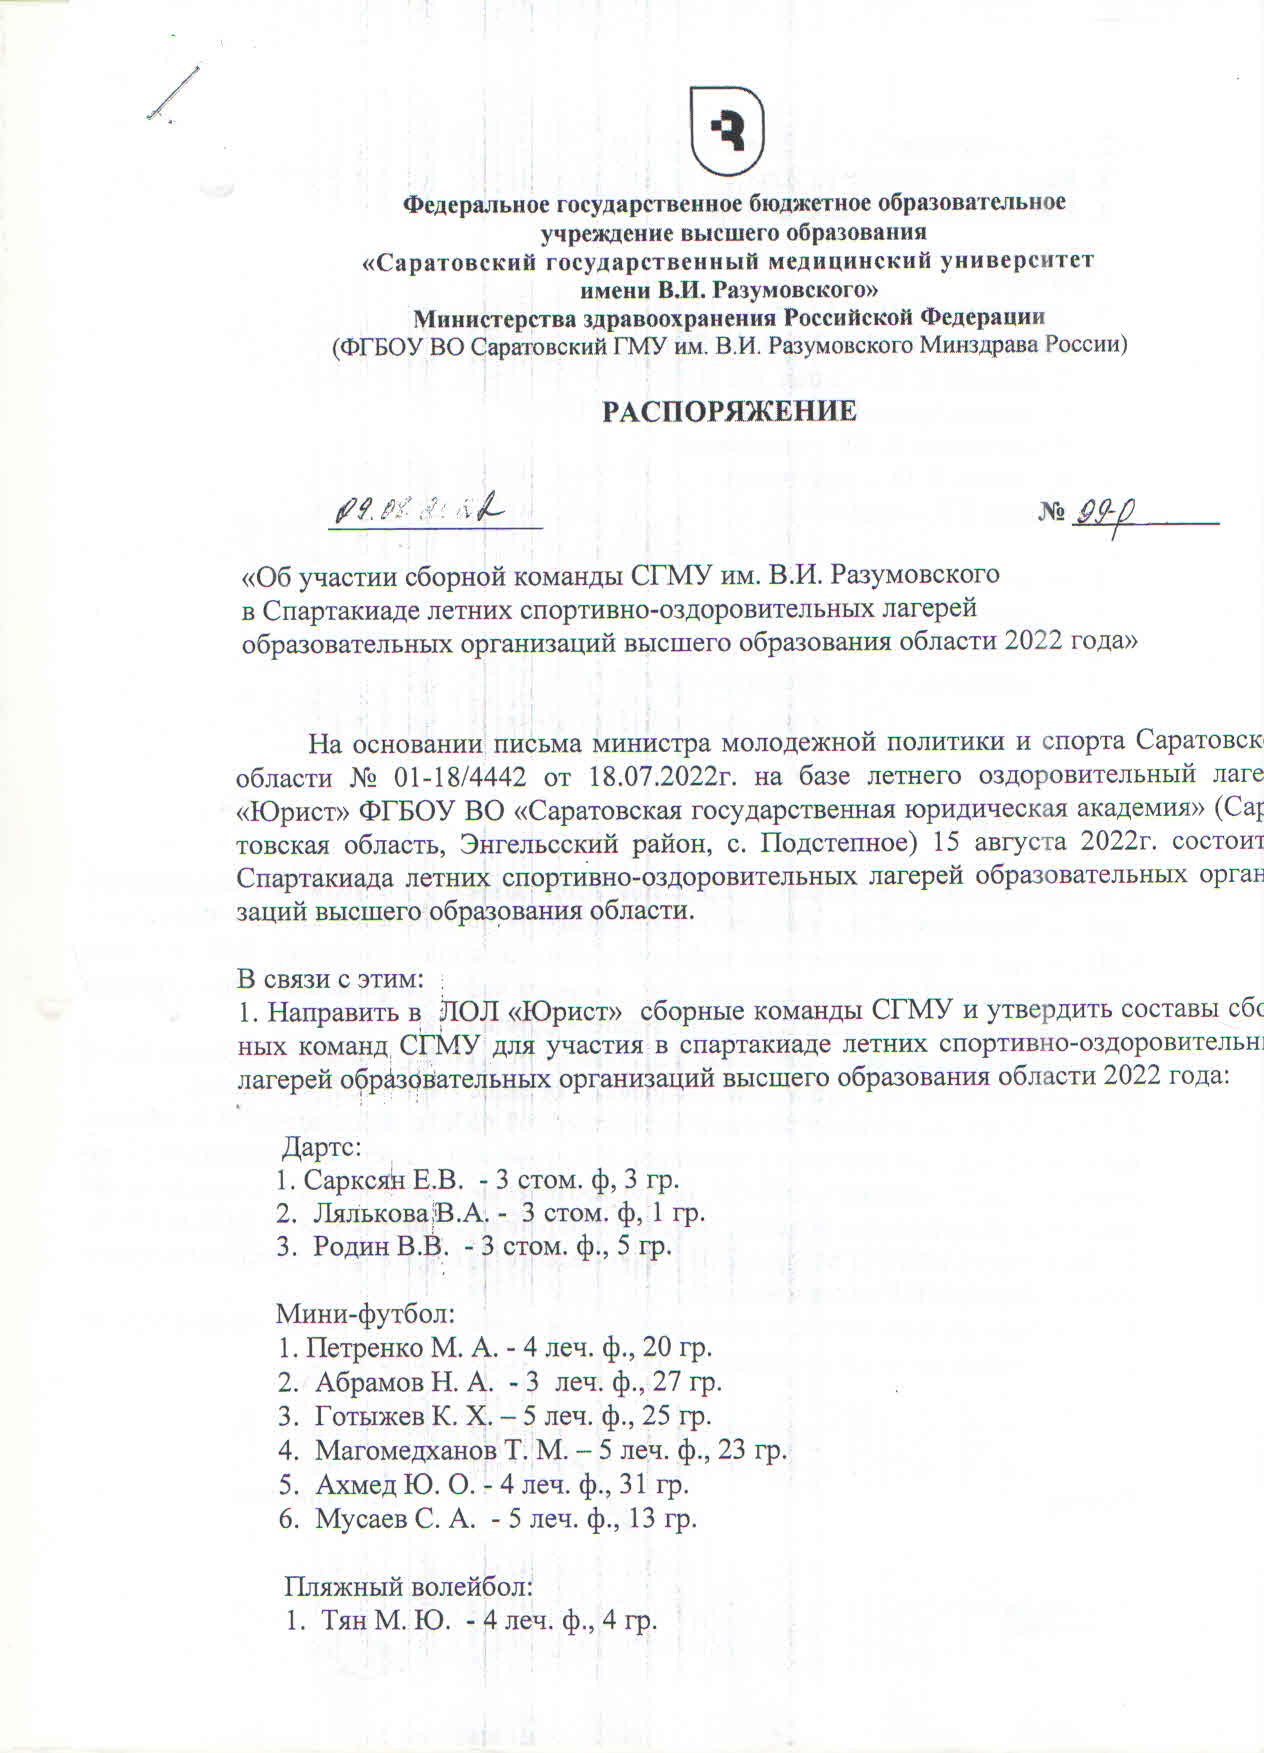 Федеральное государственное бюджетное образовательное
учреждение высшего образования
«Саратовский государственный медицинский университет
имени В.И. Разумовского»
Министерства здравоохранения Российской Федерации
(ФГБОУ ВО Саратовский ГМУ им. В.И. Разумовского Минздрава России)
РАСПОРЯЖЕНИЕ
09.08.2022 № 99-р
«Об участии сборной команды СГМУ им. В.И. Разумовского
в Спартакиаде летних спортивно-оздоровительных лагерей
образовательных организаций высшего образования области 2022 года»
На основании письма министра молодежной политики и спорта Саратовск
области № 01-18/4442 от 18.07.2022г. на базе летнего оздоровительный лаге
«Юрист» ФГБОУ ВО «Саратовская государственная юридическая академия» (Сар
товская область, Энгельсский район, с. Подстепное) 15 августа 2022г. состоит
Спартакиада летних спортивно-оздоровительных лагерей образовательных орган
заций высшего образования области.
В связи с этим:
1. Направить в ЛОЛ «Юрист» сборные команды СГМУ и утвердить составы сбо
ных команд СГМУ для участия в спартакиаде летних спортивно-оздоровительн
лагерей образовательных организаций высшего образования области 2022 года:
Дартс:
1. Сарксян Е.В. - 3 стом. ф, 3 гр.
2. Лялькова В.А. - 3 стом. ф, 1 гр.
3. Родин В.В. - 3 стом. ф., 5 гр.
Мини-футбол:
1. Петренко М. А. - 4 леч. ф., 20 гр.
2. Абрамов Н. А. - 3 леч. ф., 27 гр.
3. Готыжев К. Х. – 5 леч. ф., 25 гр.
4. Магомедханов Т. М. – 5 леч. ф., 23 гр.
5. Ахмед Ю. О. - 4 леч. ф., 31 гр.
6. Мусаев С. А. - 5 леч. ф., 13 гр.
Пляжный волейбол:
1. Тян М. Ю. - 4 леч. ф., 4 гр.